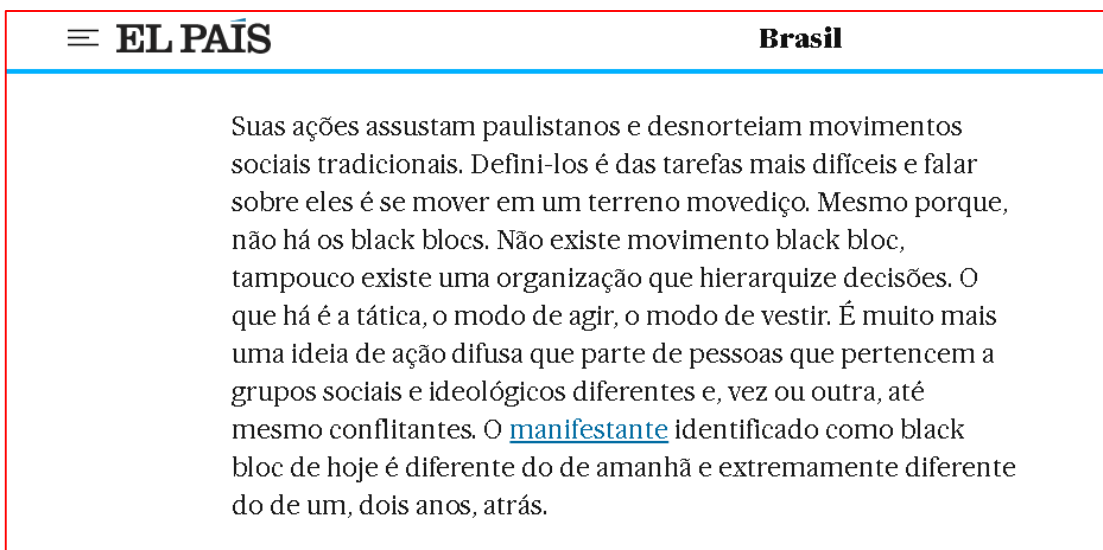 EL PAÍS
Brasil
Suas ações assustam paulistanos e desnorteiam movimentos
sociais tradicionais. Defini-los é das tarefas mais difíceis e falar
sobre eles é se mover em um terreno movediço. Mesmo porque,
não há os black blocs. Não existe movimento black bloc,
tampouco existe uma organização que hierarquize decisões. O
que há é a tática, o modo de agir, o modo de vestir. É muito mais
uma ideia de ação difusa que parte de pessoas que pertencem a
grupos sociais e ideológicos diferentes e, vez ou outra, até
mesmo conflitantes. O manifestante identificado como black
bloc de hoje é diferente do de amanhã e extremamente diferente
do de um, dois anos, atrás.